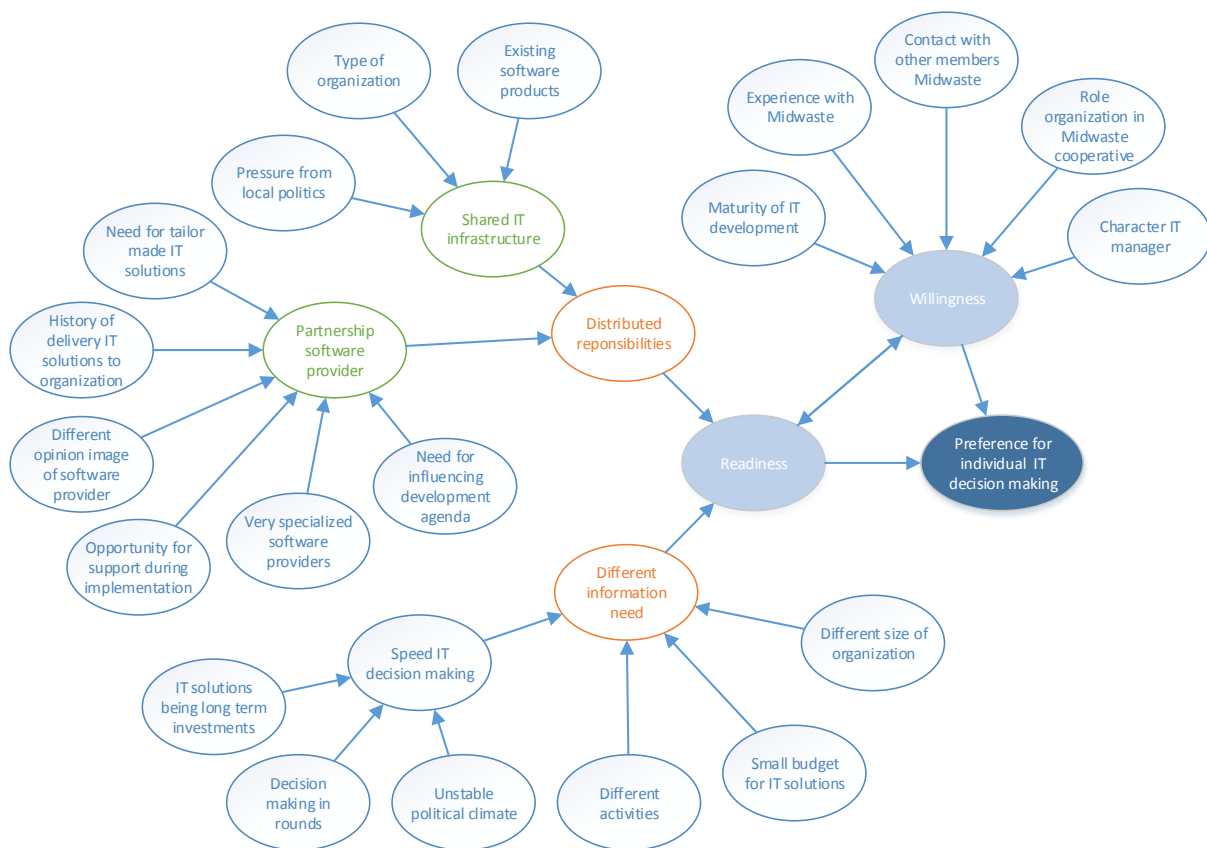 Type of
organization
Existing
software
products
Contact with
other members
Midwaste
Experience with
Midwaste
Role
organization in
Midwaste
cooperative
Pressure from
local politics
Shared IT
infrastructure
Maturity of IT
development
Character IT
manager
Need for tailor
made IT
solutions
Willingness
History of
delivery IT
solutions to
organization
Partnership
software
provider
Distributed
reponsibilities
Different
opinion image
of software
provider
Need for
influencing
development
agenda
Readiness
Preference for
individual IT
decision making
Opportunity for
support during
implementation
Very specialized
software
providers
Different
information
need
Speed IT
decision making
Different size of
organization
IT solutions
being long term
investments
Decision
making in
rounds
Unstable
political climate
Different
activities
Small budget
for IT solutions